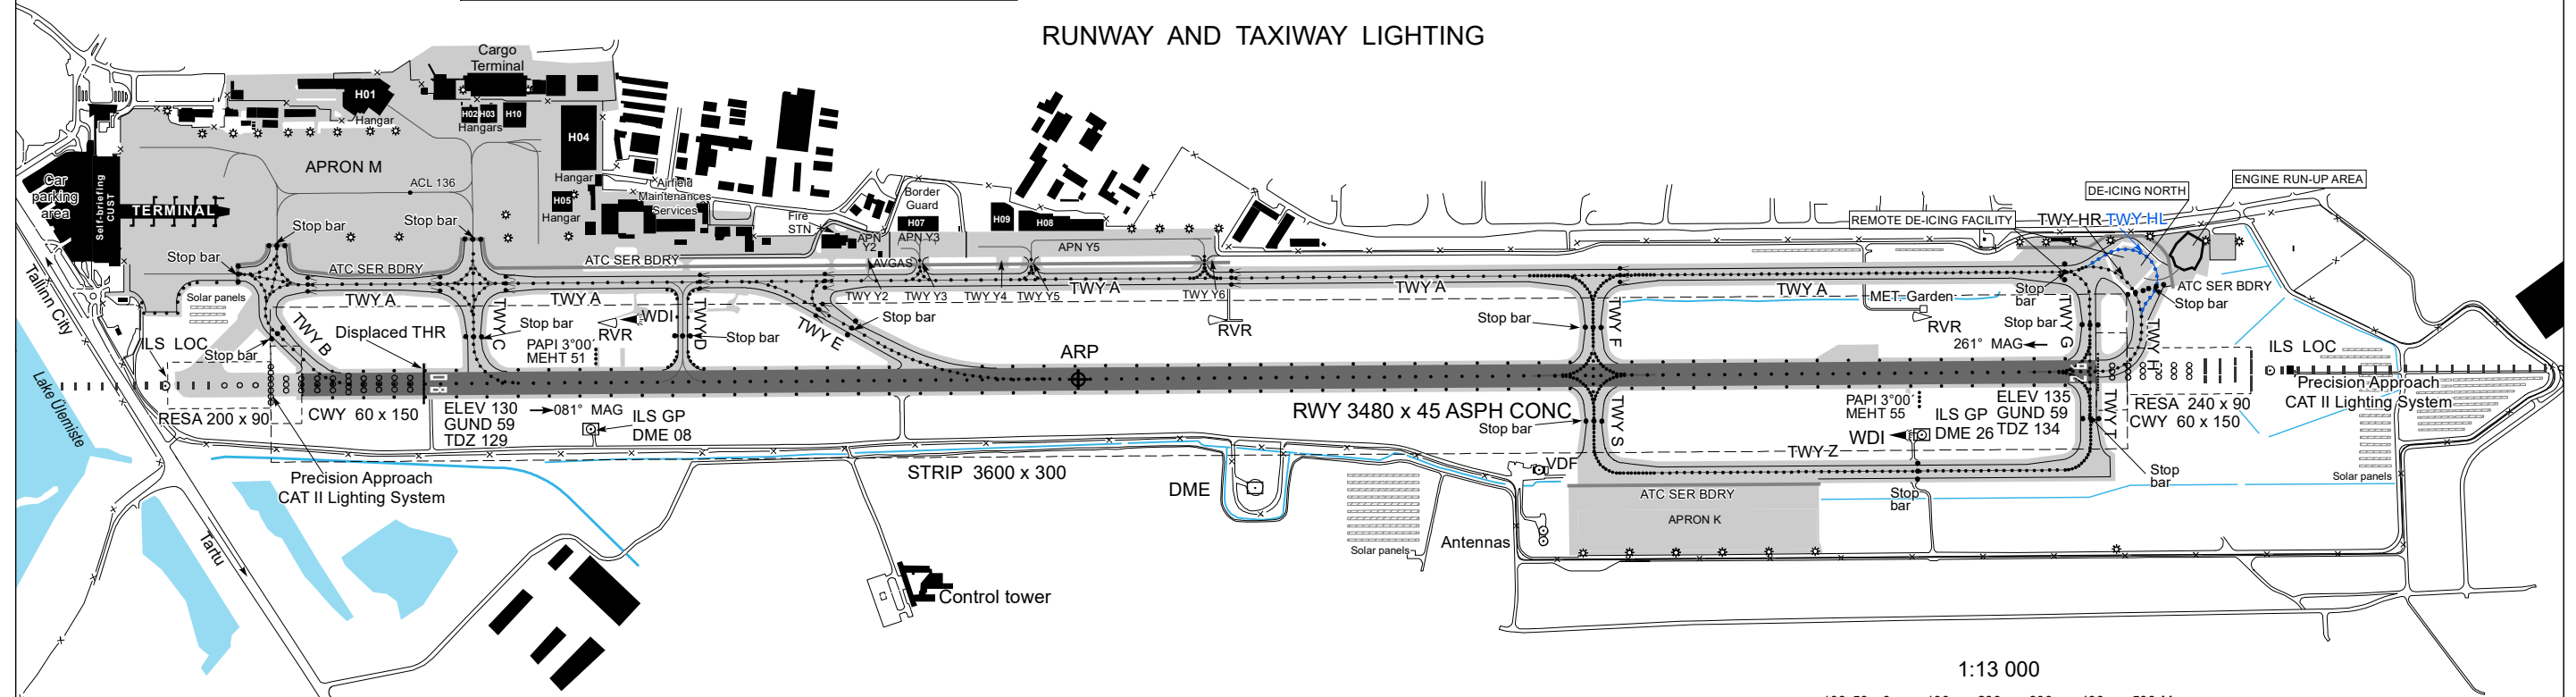 RUNWAY AND TAXIWAY LIGHTING
Cargo
Terminal
H01
Hangar
H02
H03
H10
Hangars
H04
APRON M
ACL 136
Hangar
H05
Hangar
Airfield
Maintenances
Services
Car
parking
area
Self-briefing
CUST
TERMINAL
Fire
STN
Border
Guard
H07
H09
H08
APN
Y2
APN Y3
APN Y5
AVGAS
Stop bar
Stop bar
Stop bar
ATC SER BDRY
ATC SER BDRY
ENGINE RUN-UP AREA
DE-ICING NORTH
REMOTE DE-ICING FACILITY
TWY HR
TWY HL
ATC SER BDRY
Stop bar
Stop
bar
Tallinn City
Solar panels
TWY A
TWY A
TWY Y2
TWY Y3
TWY Y4
TWY Y5
TWY A
TWY Y6
TWY A
TWY A
MET Garden
TWY B
Displaced THR
TWY C
Stop bar
RVR
WDI
TWY D
Stop bar
TWY E
Stop bar
RVR
Stop bar
TWY F
RVR
Stop bar
TWY G
TWY H
ILS LOC
Stop bar
PAPI 3°00´
MEHT 51
ARP
261° MAG
ILS LOC
Lake Ülemiste
RESA 200 x 90
CWY 60 x 150
ELEV 130
GUND 59
TDZ 129
081° MAG
ILS GP
DME 08
RWY 3480 x 45 ASPH CONC
Stop bar
TWY S
PAPI 3°00´
MEHT 55
ILS GP
DME 26
ELEV 135
GUND 59
TDZ 134
WDI
TWY T
RESA 240 x 90
CWY 60 x 150
Precision Approach
CAT II Lighting System
TWY Z
Precision Approach
CAT II Lighting System
STRIP 3600 x 300
DME
VDF
ATC SER BDRY
APRON K
Stop
bar
Stop
bar
Solar panels
Antennas
Solar panels
Tartu
Control tower
1:13 000